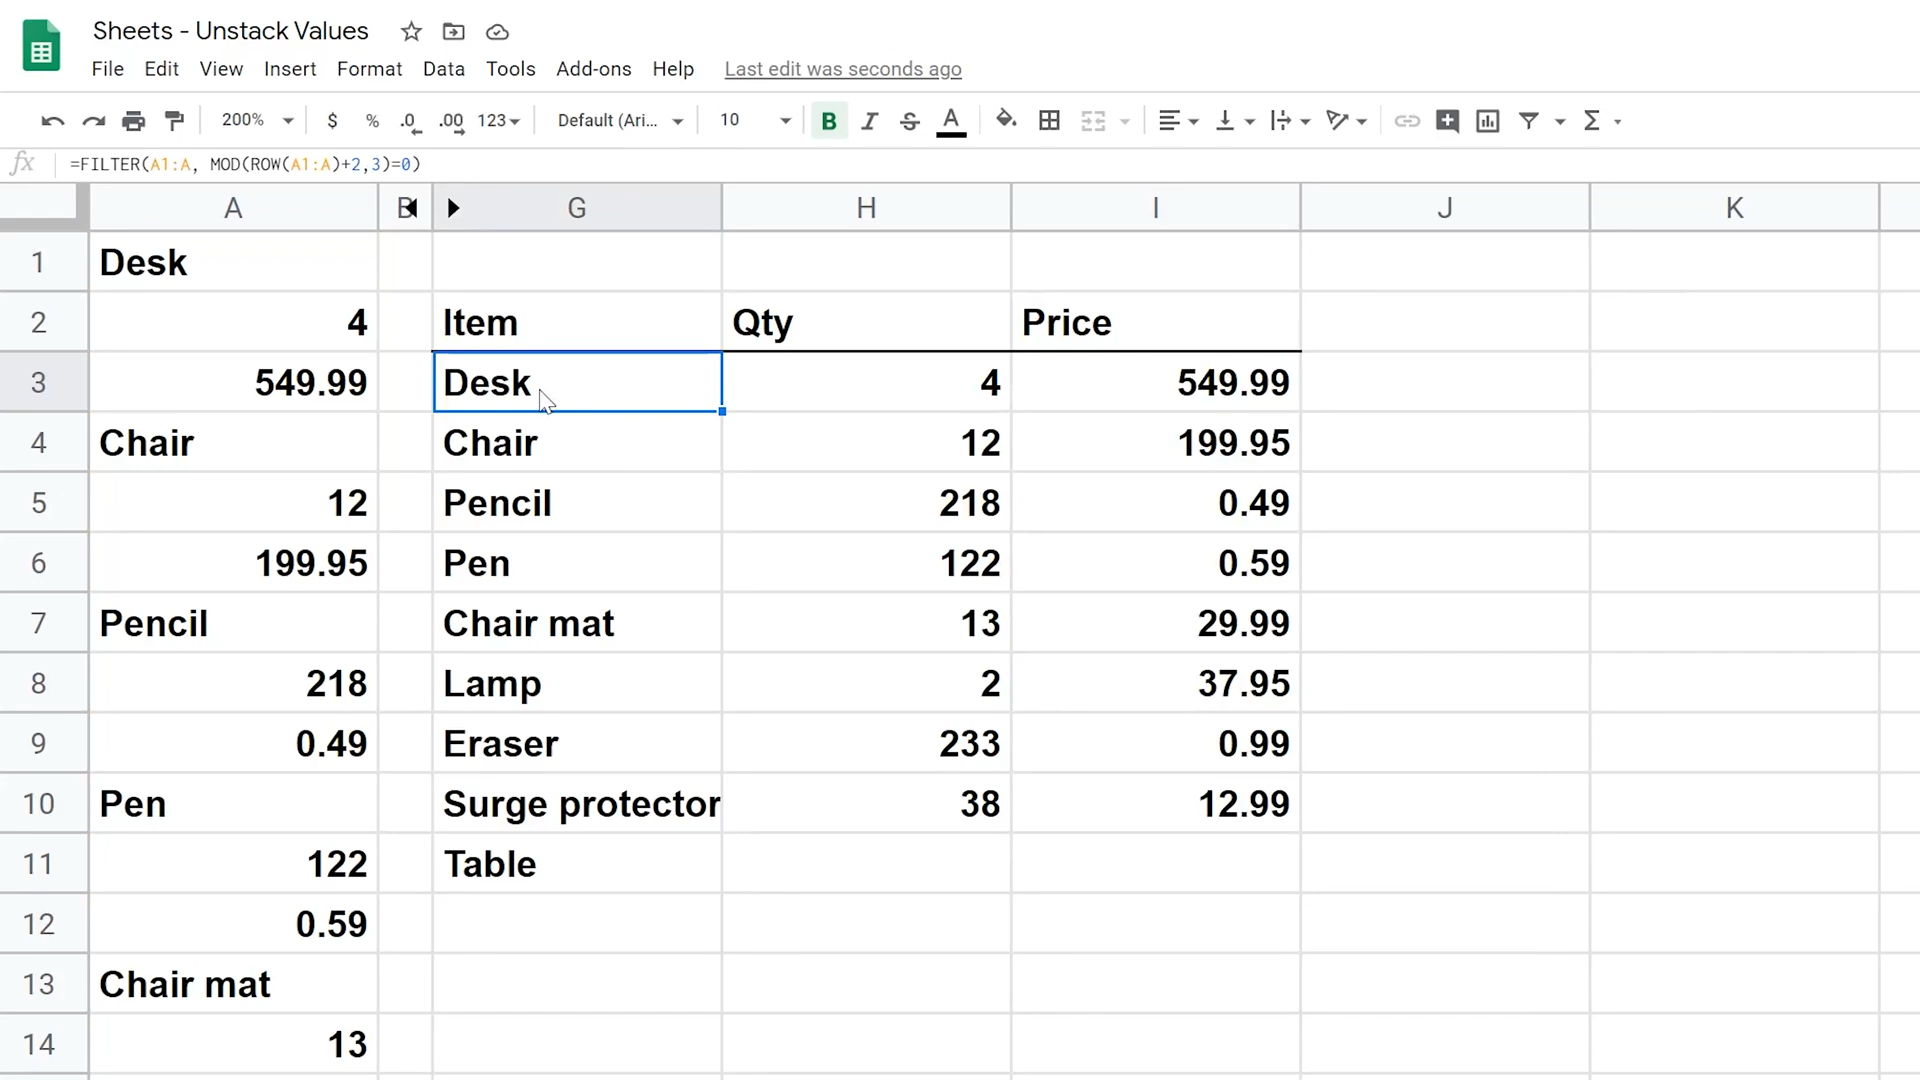 Sheets - Unstack Values
File Edit View Insert Format Data Tools Add-ons Help Last edit was seconds ago
200% $ % .0 .00 123 Default (Ari... 10 B I S A Σ
fx =FILTER(A1:A, MOD(ROW(A1:A)+2,3)=0)
A B G H I J K
1 Desk
2 4 Item Qty Price
3 549.99 Desk 4 549.99
4 Chair Chair 12 199.95
5 12 Pencil 218 0.49
6 199.95 Pen 122 0.59
7 Pencil Chair mat 13 29.99
8 218 Lamp 2 37.95
9 0.49 Eraser 233 0.99
10 Pen Surge protector 38 12.99
11 122 Table
12 0.59
13 Chair mat
14 13